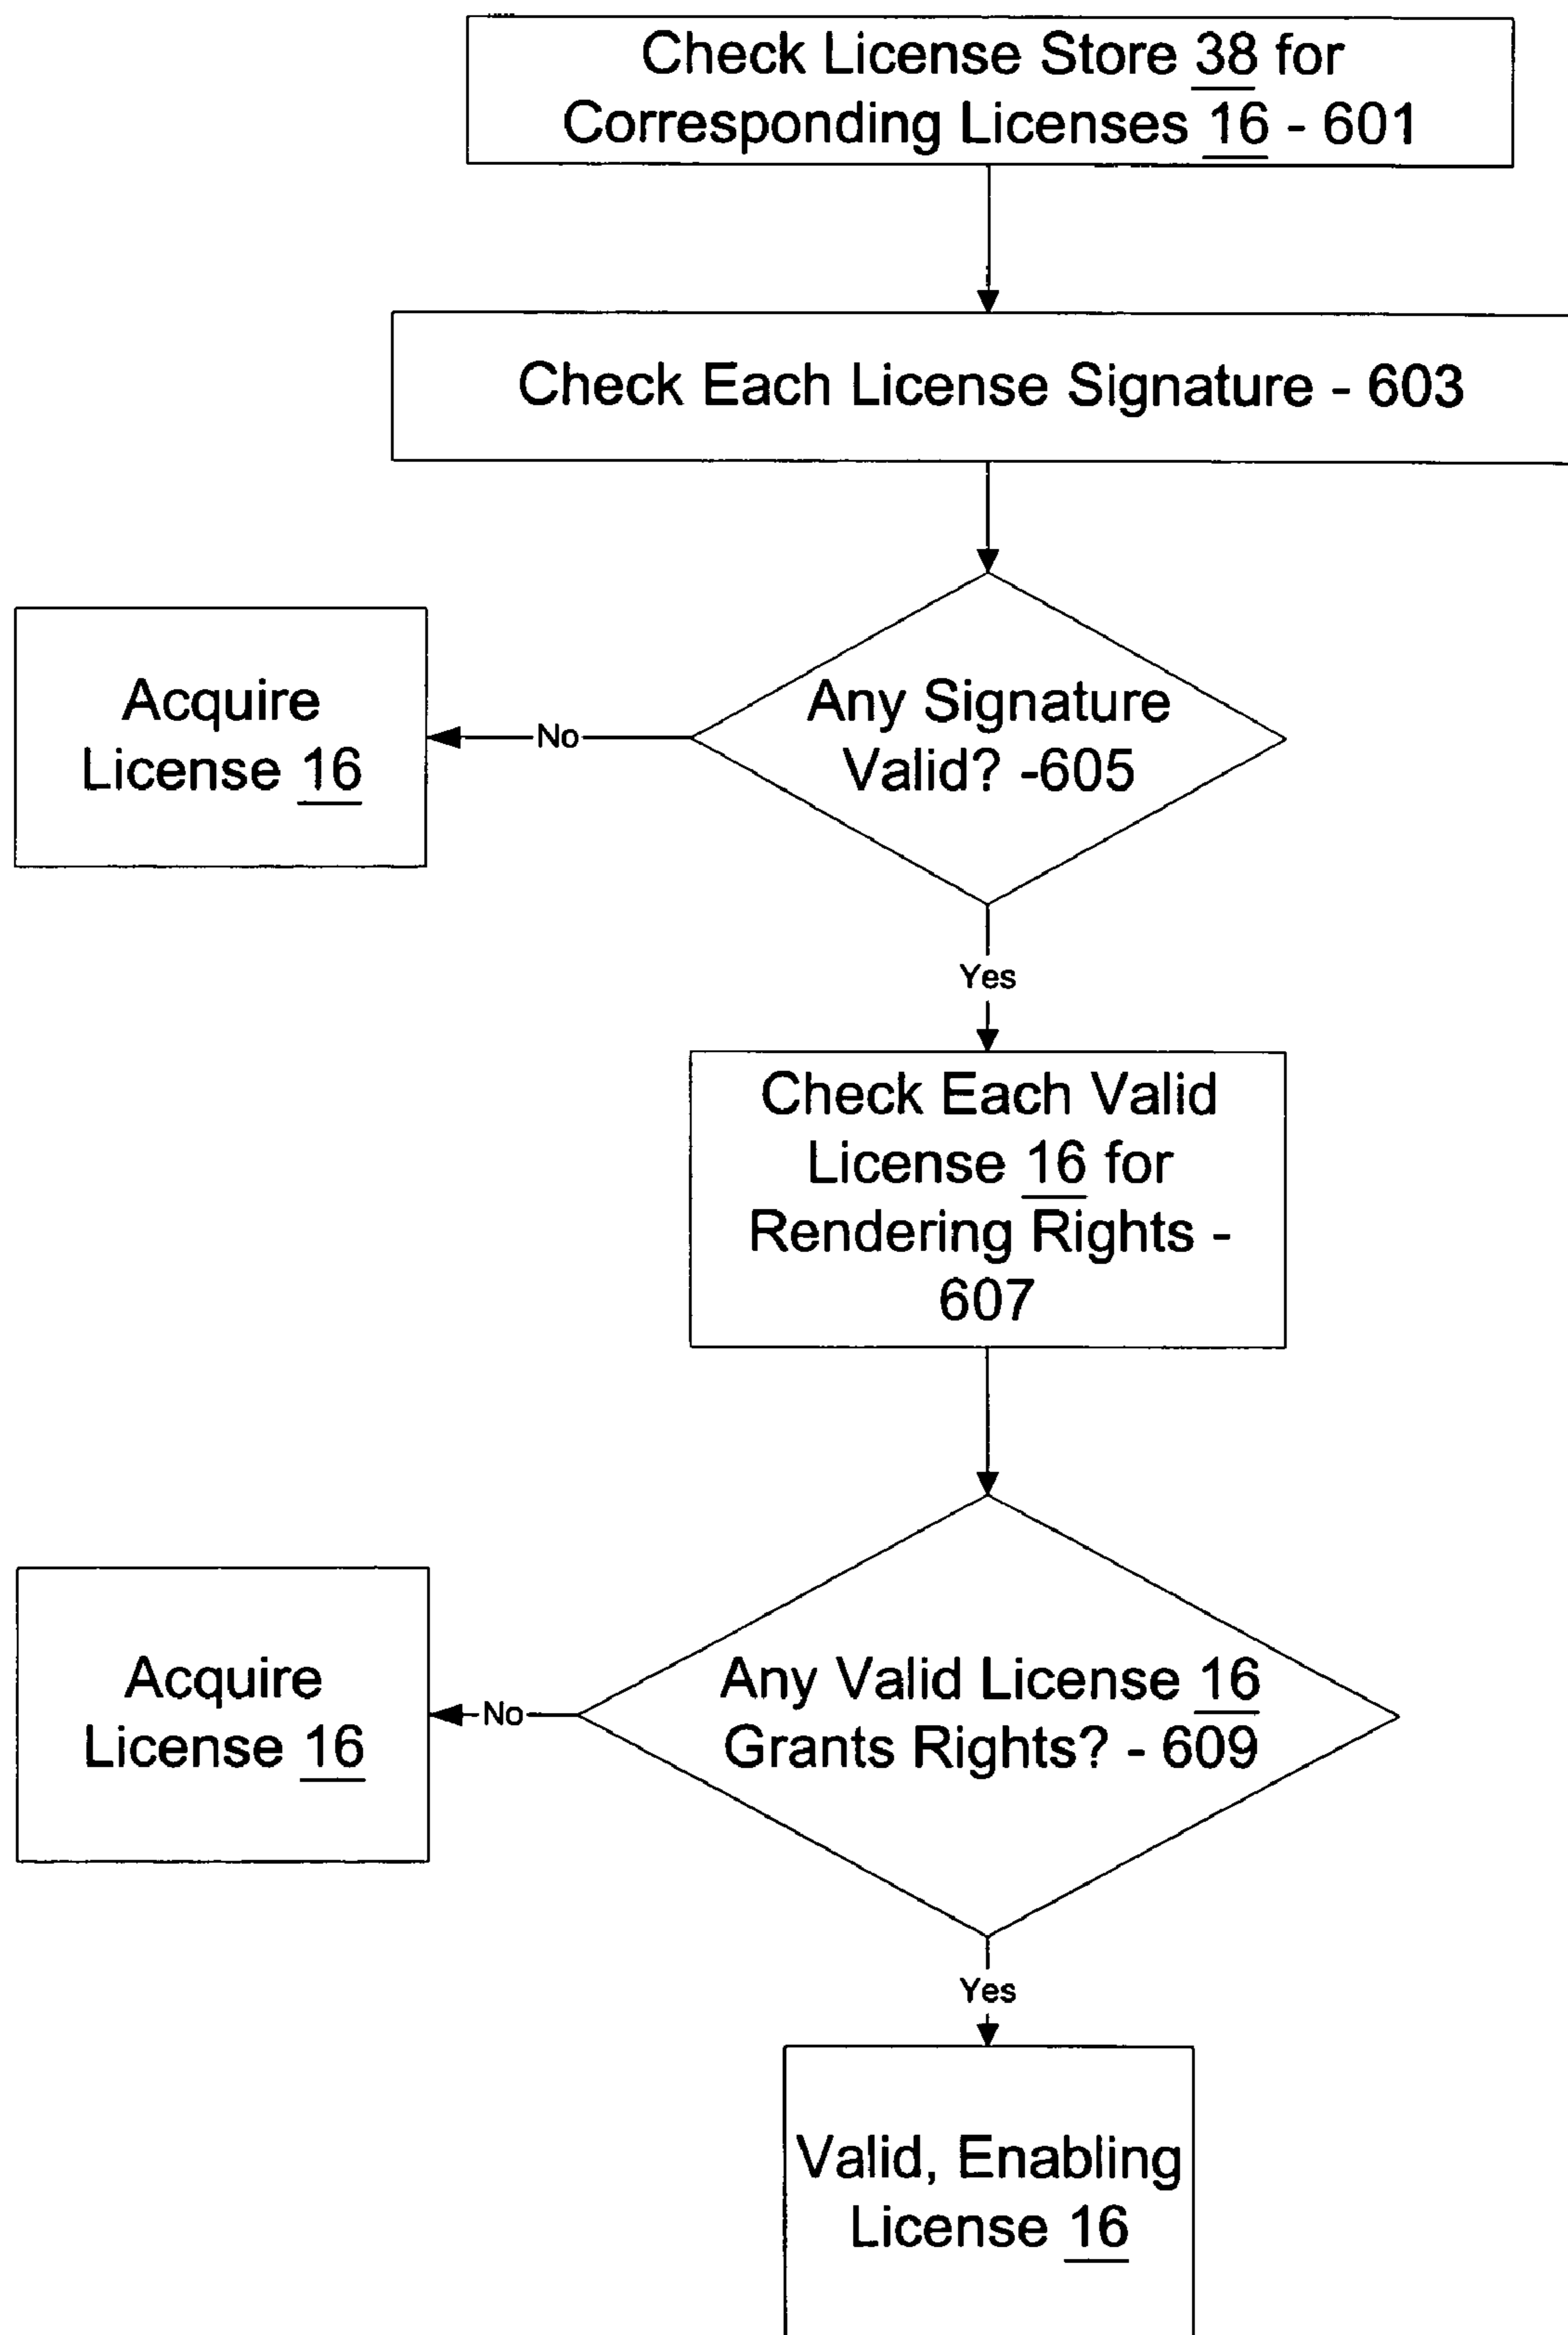 Check License Store 38 for
Corresponding Licenses 16 - 601
Check Each License Signature - 603
Any Signature
Valid? -605
No
Acquire
License 16
Yes
Check Each Valid
License 16 for
Rendering Rights -
607
Any Valid License 16
Grants Rights? - 609
No
Acquire
License 16
Yes
Valid, Enabling
License 16